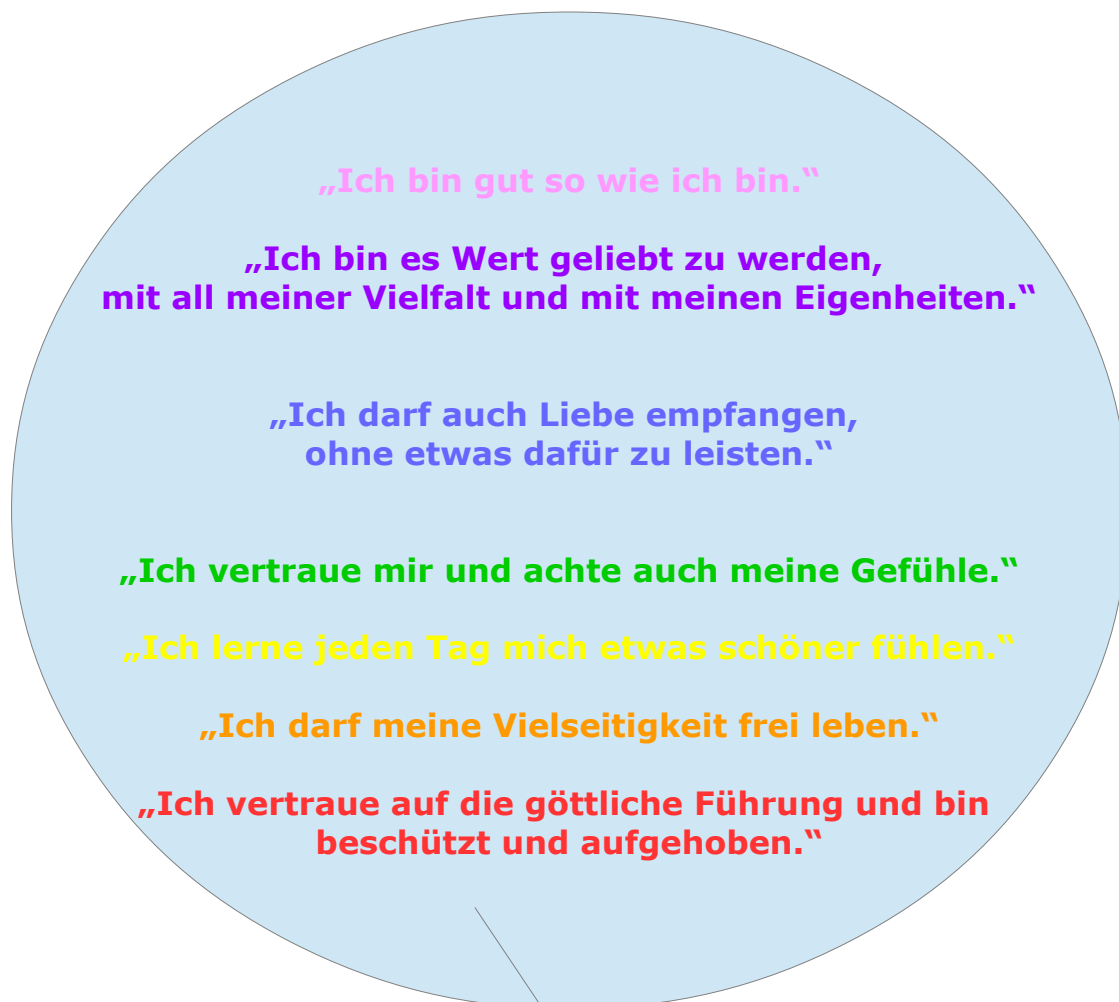 „Ich bin gut so wie ich bin.“
„Ich bin es Wert geliebt zu werden,
mit all meiner Vielfalt und mit meinen Eigenheiten.“
„Ich darf auch Liebe empfangen,
ohne etwas dafür zu leisten.“
„Ich vertraue mir und achte auch meine Gefühle.“
„Ich lerne jeden Tag mich etwas schöner fühlen.“
„Ich darf meine Vielseitigkeit frei leben.“
„Ich vertraue auf die göttliche Führung und bin
beschützt und aufgehoben.“